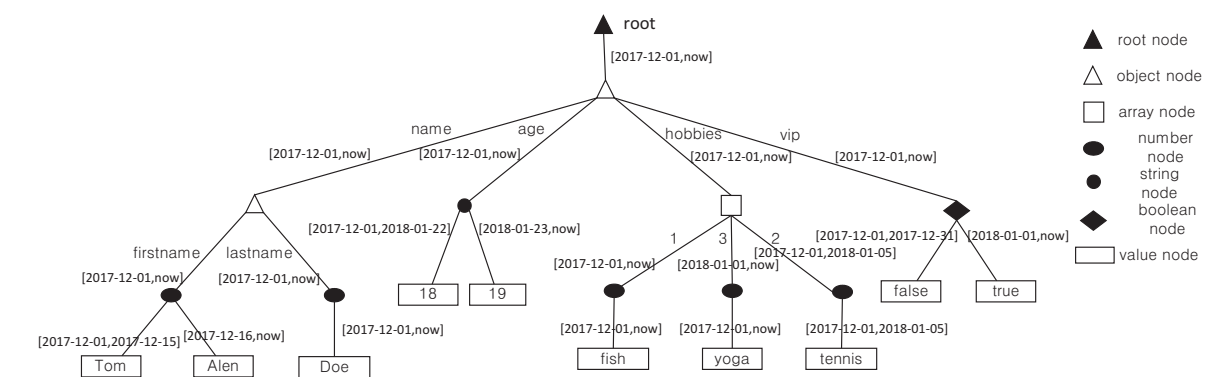 root
[2017-12-01,now]
name
age
hobbies
vip
[2017-12-01,now]
[2017-12-01,now]
[2017-12-01,now]
[2017-12-01,now]
firstname
lastname
[2017-12-01,now]
[2017-12-01,now]
[2017-12-01,2018-01-22]
[2018-01-23,now]
1
3
2
[2017-12-01,now]
[2018-01-01,now]
[2017-12-01,2018-01-05]
[2017-12-01,2017-12-31]
[2018-01-01,now]
18
19
false
true
[2017-12-01,2017-12-15]
[2017-12-16,now]
[2017-12-01,now]
[2017-12-01,now]
[2017-12-01,now]
[2017-12-01,2018-01-05]
Tom
Alen
Doe
fish
yoga
tennis
root node
object node
array node
number
node
string
node
boolean
node
value node